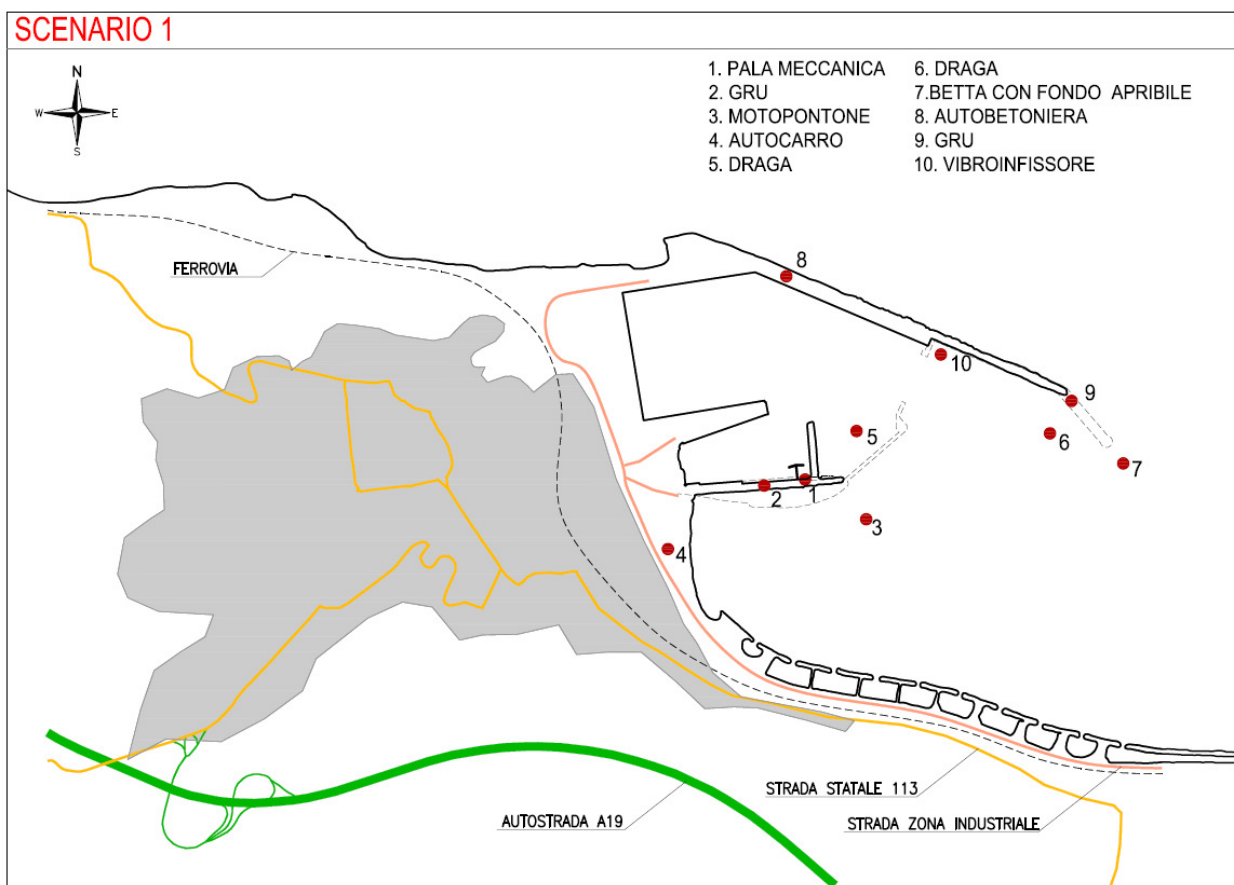 SCENARIO 1
N
W E
S
1. PALA MECCANICA
2. GRU
3. MOTOPONTONE
4. AUTOCARRO
5. DRAGA
6. DRAGA
7.BETTA CON FONDO APRIBILE
8. AUTOBETONIERA
9. GRU
10. VIBROINFISSORE
FERROVIA
8
10
9
5
6
7
2
1
3
4
STRADA STATALE 113
AUTOSTRADA A19
STRADA ZONA INDUSTRIALE